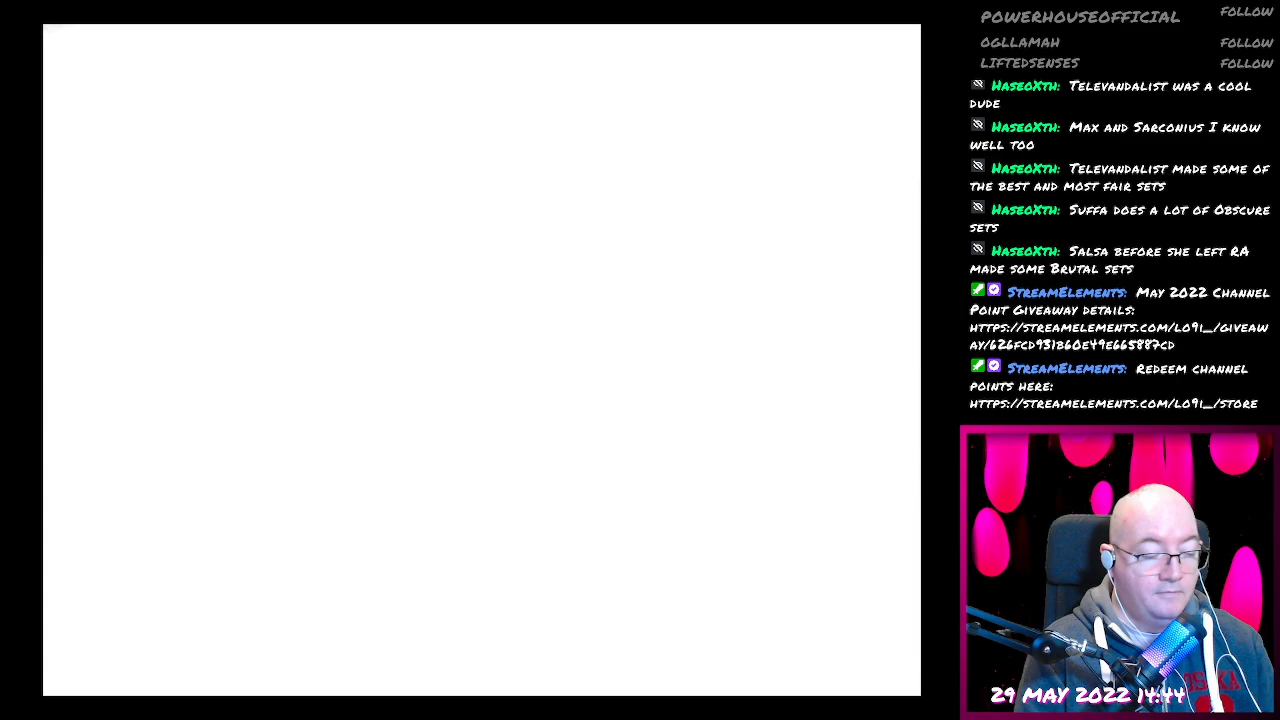 POWERHOUSEOFFICIAL FOLLOW
OGLLAMAH FOLLOW
LIFTEDSENSES FOLLOW
HASEOXTH: TELEVANDALIST WAS A COOL
DUDE
HASEOXTH: MAX AND SARCONIUS I KNOW
WELL TOO
HASEOXTH: TELEVANDALIST MADE SOME OF
THE BEST AND MOST FAIR SETS
HASEOXTH: SUFFA DOES A LOT OF OBSCURE
SETS
HASEOXTH: SALSA BEFORE SHE LEFT RA
MADE SOME BRUTAL SETS
STREAMELEMENTS: MAY 2022 CHANNEL
POINT GIVEAWAY DETAILS:
HTTPS://STREAMELEMENTS.COM/LO9I_/GIVEAW
AY/626FCD931B60E49E665887CD
STREAMELEMENTS: REDEEM CHANNEL
POINTS HERE:
HTTPS://STREAMELEMENTS.COM/LO9I_/STORE
OSAKA
29 MAY 2022 14:44